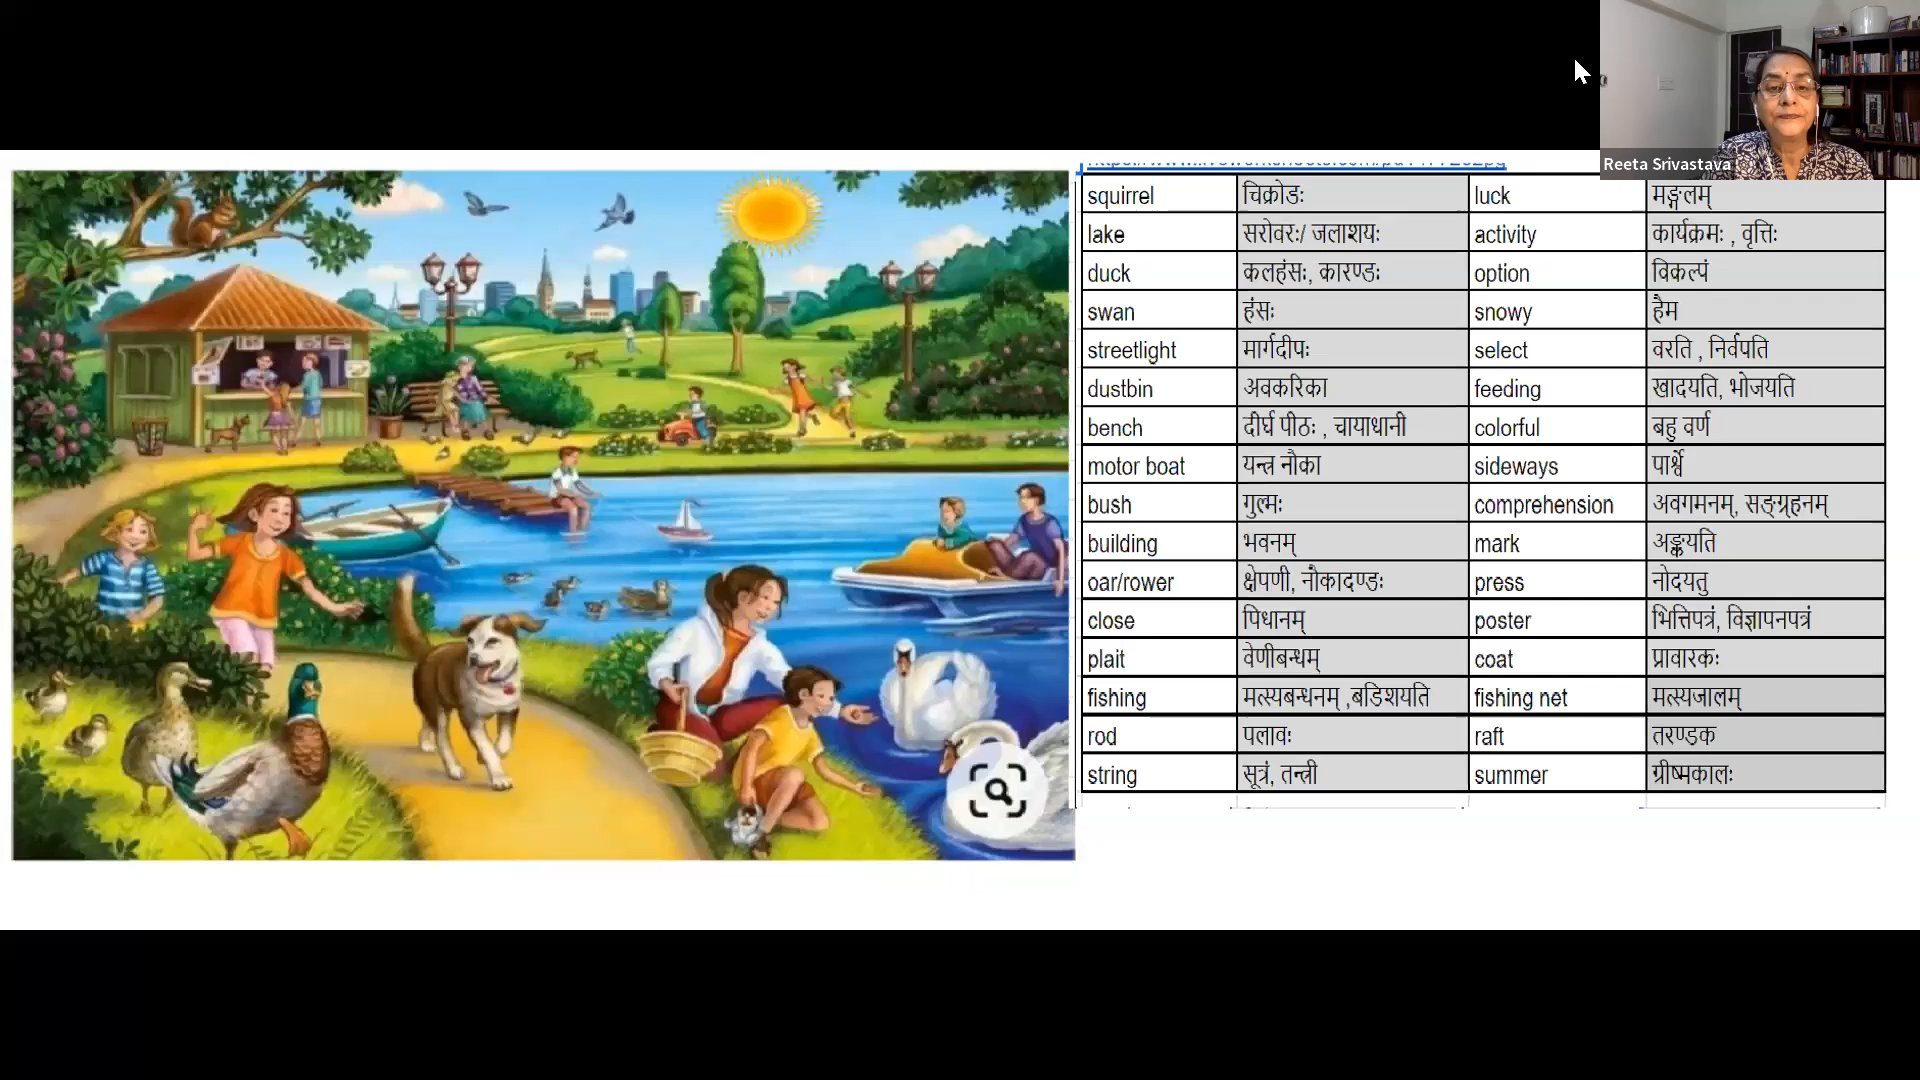 Reeta Srivastava
squirrel चिक्रोडः luck मङ्गलम्
lake सरोवरः/ जलाशयः activity कार्यक्रमः , वृत्तिः
duck कलहंसः, कारण्डः option विकल्पं
swan हंसः snowy हैम
streetlight मार्गदीपः select वरति , निर्वपति
dustbin अवकरिका feeding खादयति, भोजयति
bench दीर्घ पीठः , चायाधानी colorful बहु वर्ण
motor boat यन्त्र नौका sideways पार्श्वे
bush गुल्मः comprehension अवगमनम्, सङ्ग्र्हनम्
building भवनम् mark अङ्कयति
oar/rower क्षेपणी, नौकादण्डः press नोदयतु
close पिधानम् poster भित्तिपत्रं, विज्ञापनपत्रं
plait वेणीबन्धम् coat प्रावारकः
fishing मत्स्यबन्धनम् ,बडिशयति fishing net मत्स्यजालम्
rod पलावः raft तरण्डक
string सूत्रं, तन्त्री summer ग्रीष्मकालः